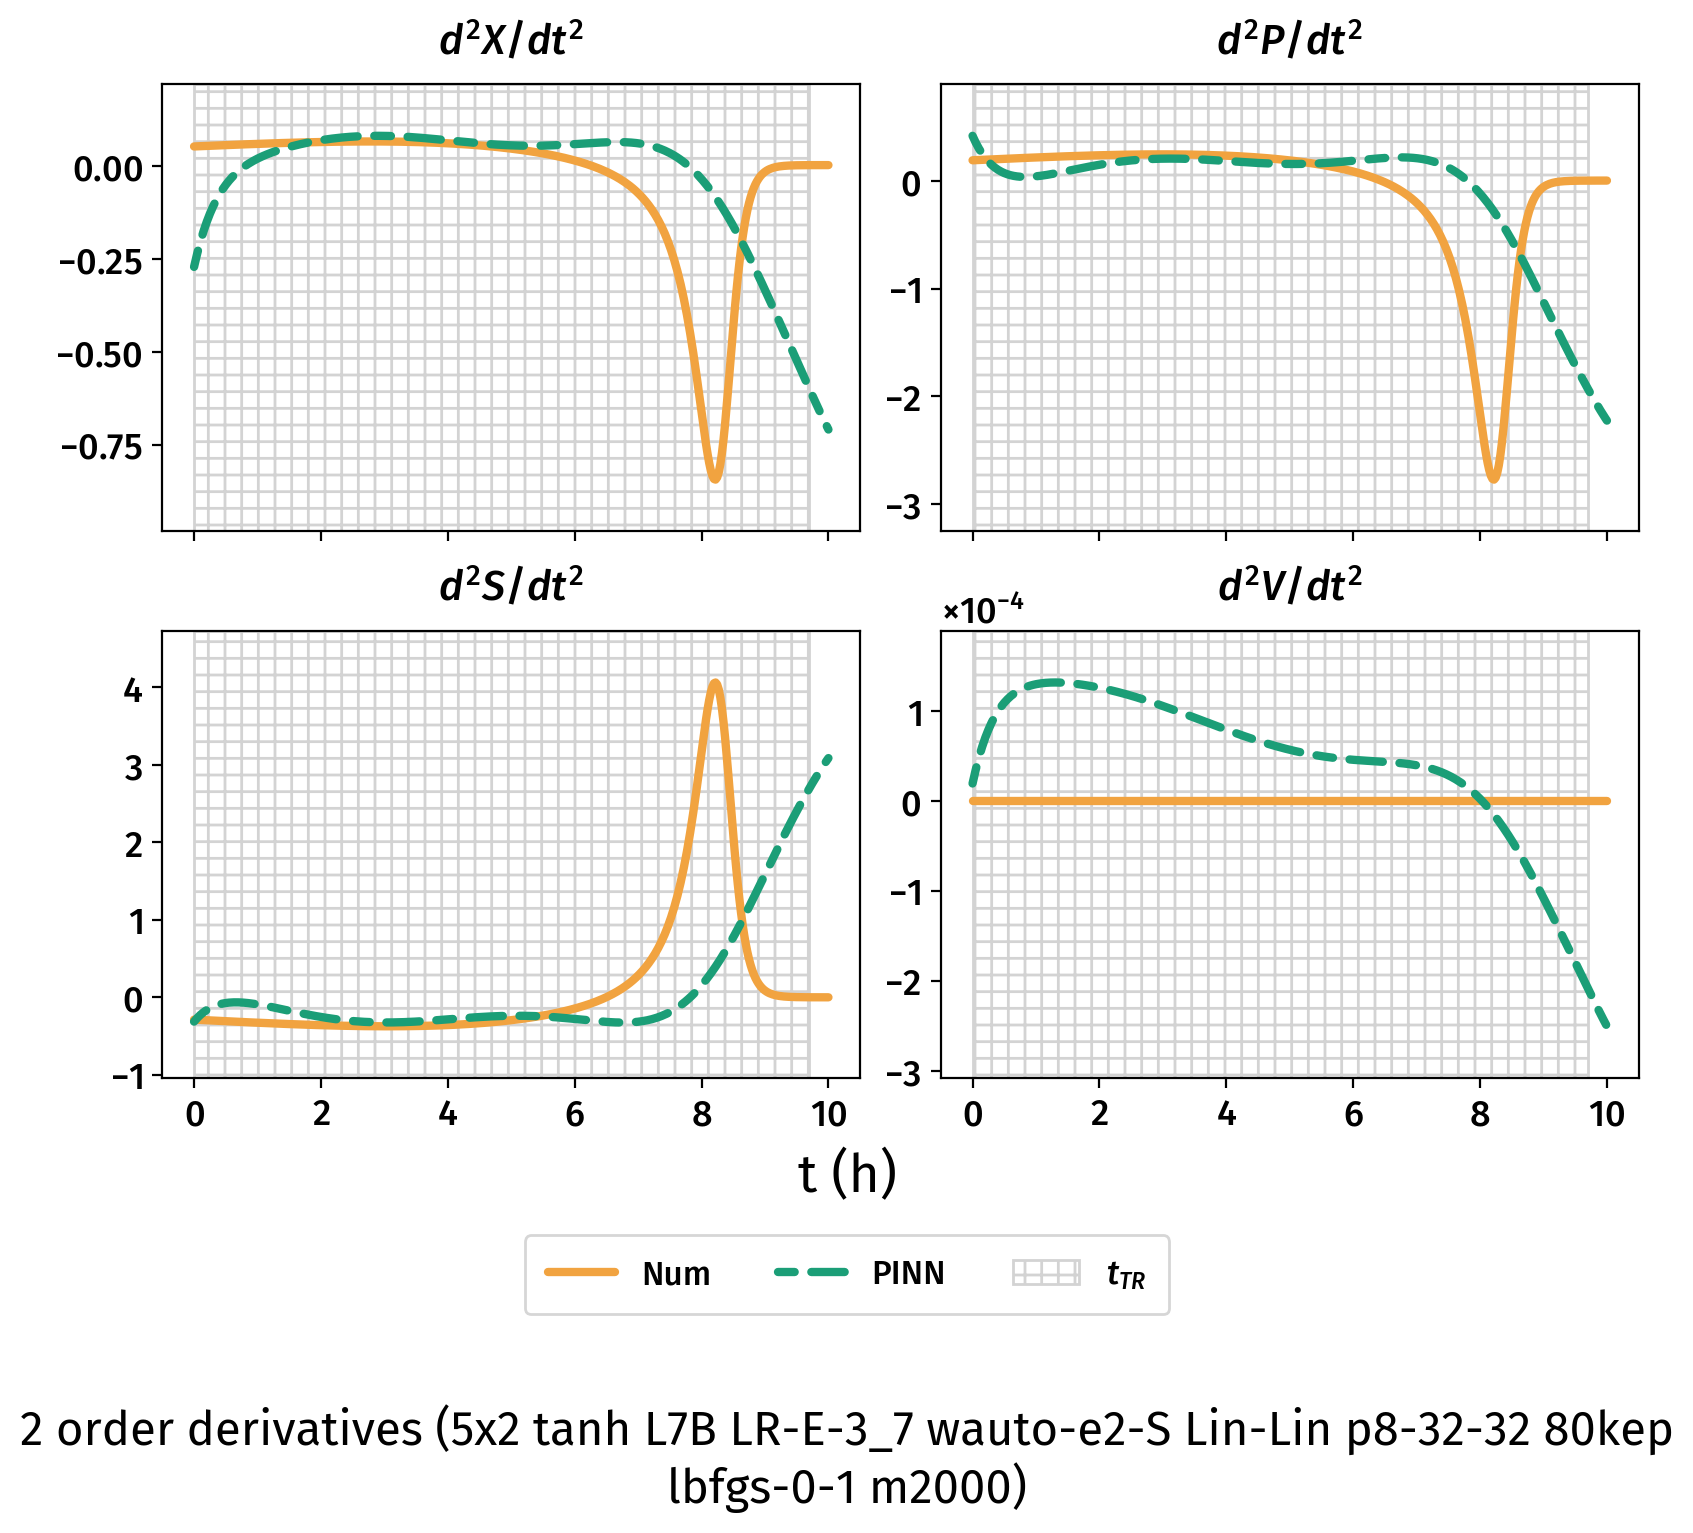 d²X/dt²
d²P/dt²
0.00
−0.25
−0.50
−0.75
0
−1
−2
−3
d²S/dt²
d²V/dt²
×10⁻⁴
4
3
2
1
0
−1
1
0
−1
−2
−3
0 2 4 6 8 10
0 2 4 6 8 10
t (h)
Num PINN t_TR
2 order derivatives (5x2 tanh L7B LR-E-3_7 wauto-e2-S Lin-Lin p8-32-32 80kep
lbfgs-0-1 m2000)